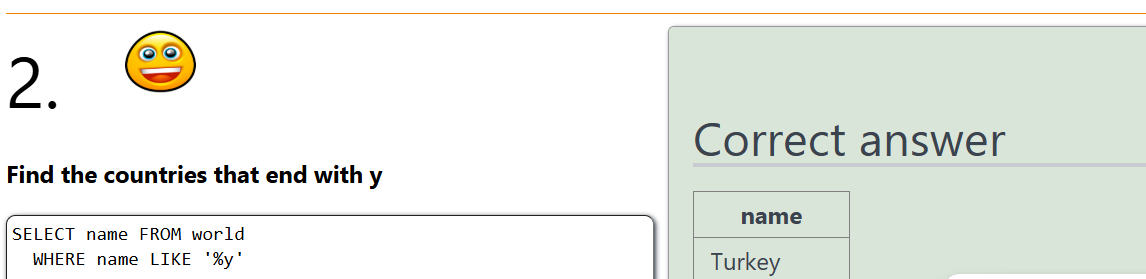 2.
Find the countries that end with y
SELECT name FROM world
WHERE name LIKE '%y'
Correct answer
name
Turkey